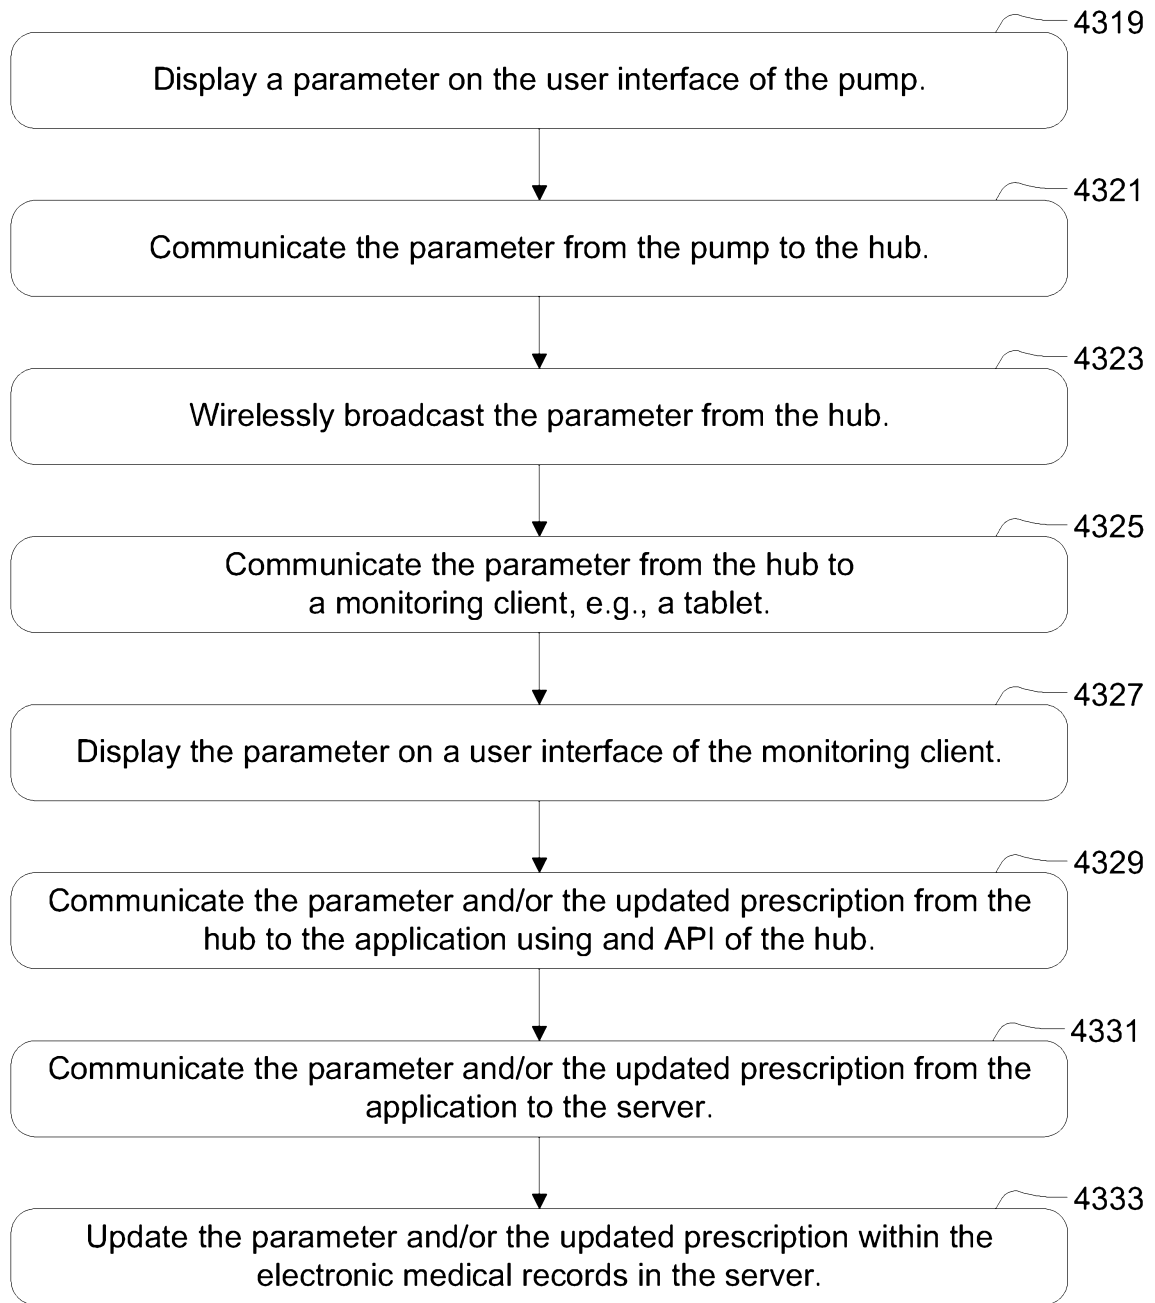 4319
Display a parameter on the user interface of the pump.
4321
Communicate the parameter from the pump to the hub.
4323
Wirelessly broadcast the parameter from the hub.
4325
Communicate the parameter from the hub to
a monitoring client, e.g., a tablet.
4327
Display the parameter on a user interface of the monitoring client.
4329
Communicate the parameter and/or the updated prescription from the
hub to the application using and API of the hub.
4331
Communicate the parameter and/or the updated prescription from the
application to the server.
4333
Update the parameter and/or the updated prescription within the
electronic medical records in the server.